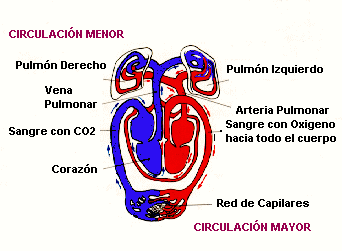 CIRCULACIÓN MENOR
Pulmón Derecho
Pulmón Izquierdo
Vena
Pulmonar
Arteria Pulmonar
Sangre con CO2
Sangre con Oxigeno
hacia todo el cuerpo
Corazón
Red de Capilares
CIRCULACIÓN MAYOR